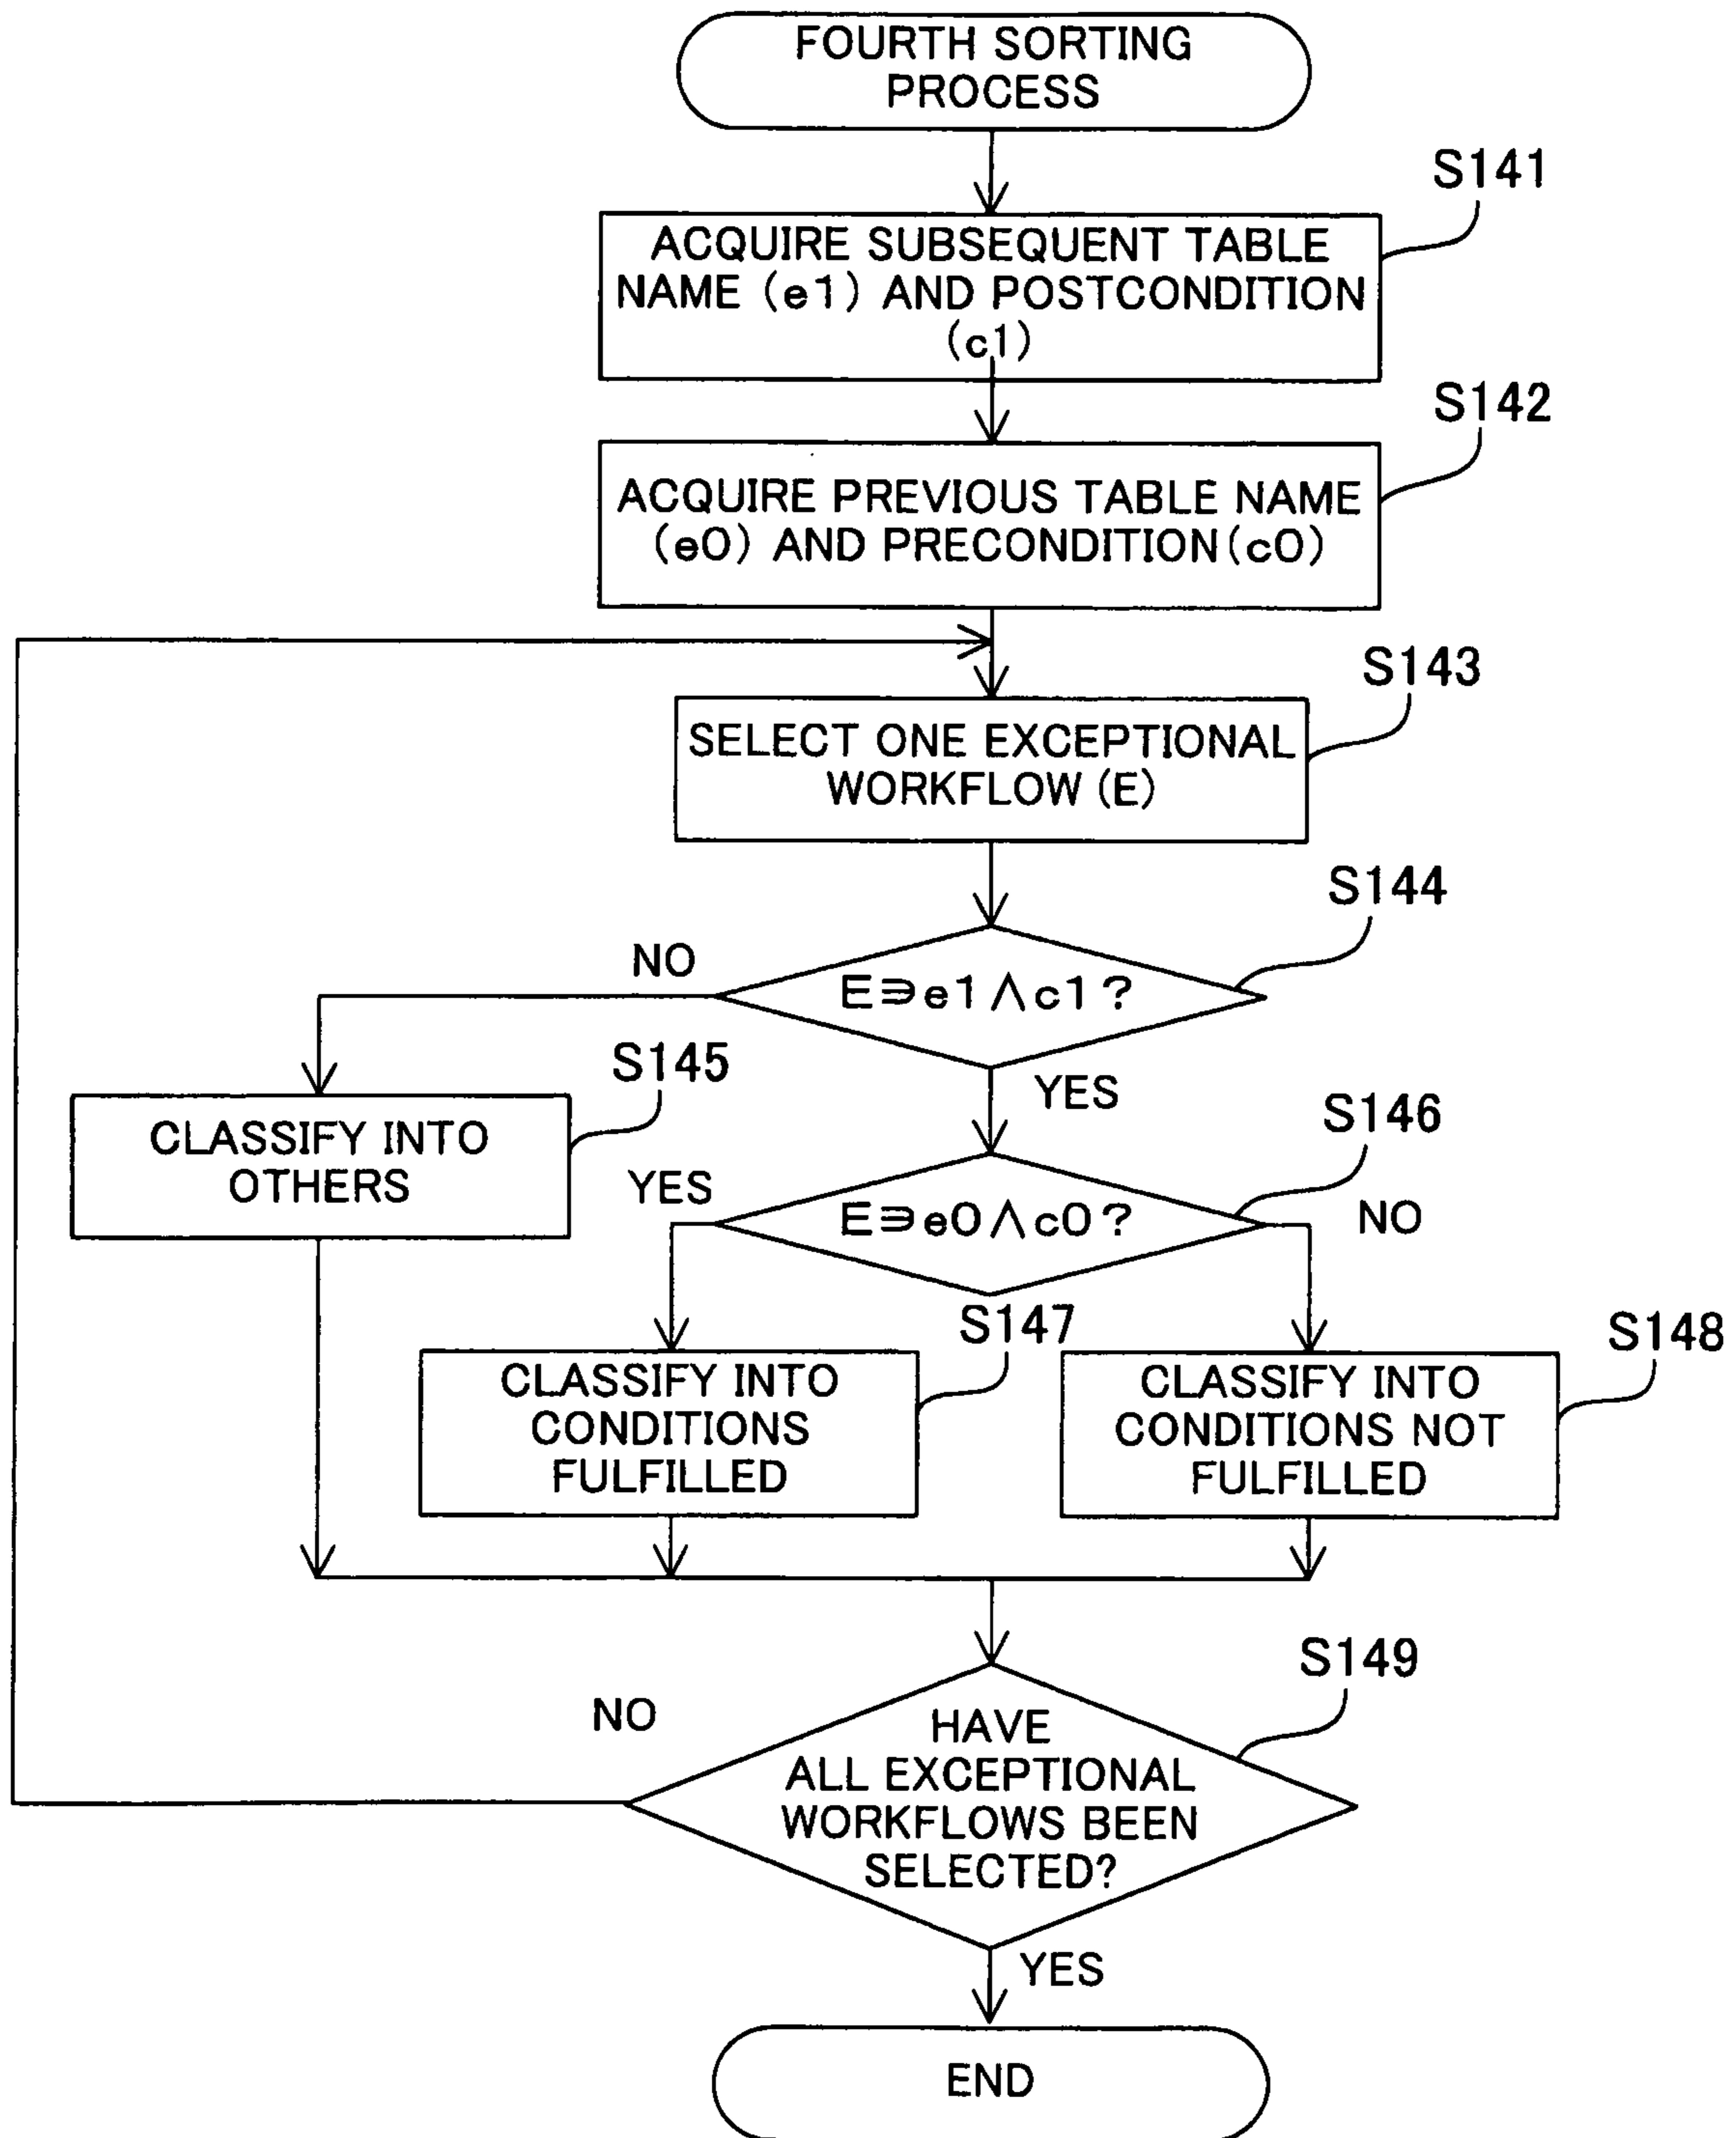 FOURTH SORTING
PROCESS
S141
ACQUIRE SUBSEQUENT TABLE
NAME (e1) AND POSTCONDITION
(c1)
S142
ACQUIRE PREVIOUS TABLE NAME
(e0) AND PRECONDITION(c0)
S143
SELECT ONE EXCEPTIONAL
WORKFLOW (E)
S144
NO
E∋e1∧c1?
S145
YES
CLASSIFY INTO
OTHERS
S146
YES
E∋e0∧c0?
NO
S147
S148
CLASSIFY INTO
CONDITIONS
FULFILLED
CLASSIFY INTO
CONDITIONS NOT
FULFILLED
S149
NO
HAVE
ALL EXCEPTIONAL
WORKFLOWS BEEN
SELECTED?
YES
END